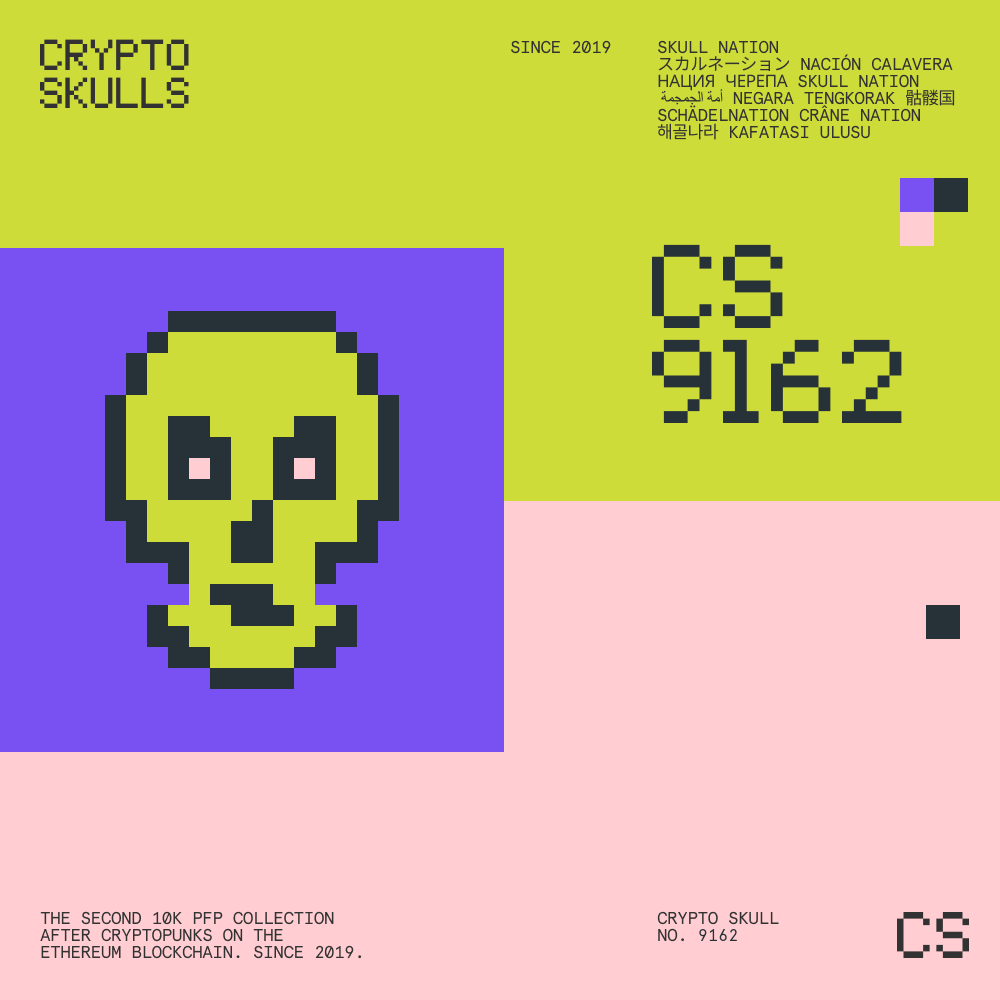 CRYPTO
SKULLS
SINCE 2019
SKULL NATION
スカルネーション NACIÓN CALAVERA
НАЦИЯ ЧЕРЕПА SKULL NATION
أمة الجمجمة NEGARA TENGKORAK 骷髅国
SCHÄDELNATION CRÂNE NATION
해골나라 KAFATASI ULUSU
CS
9162
THE SECOND 10K PFP COLLECTION
AFTER CRYPTOPUNKS ON THE
ETHEREUM BLOCKCHAIN. SINCE 2019.
CRYPTO SKULL
NO. 9162
CS